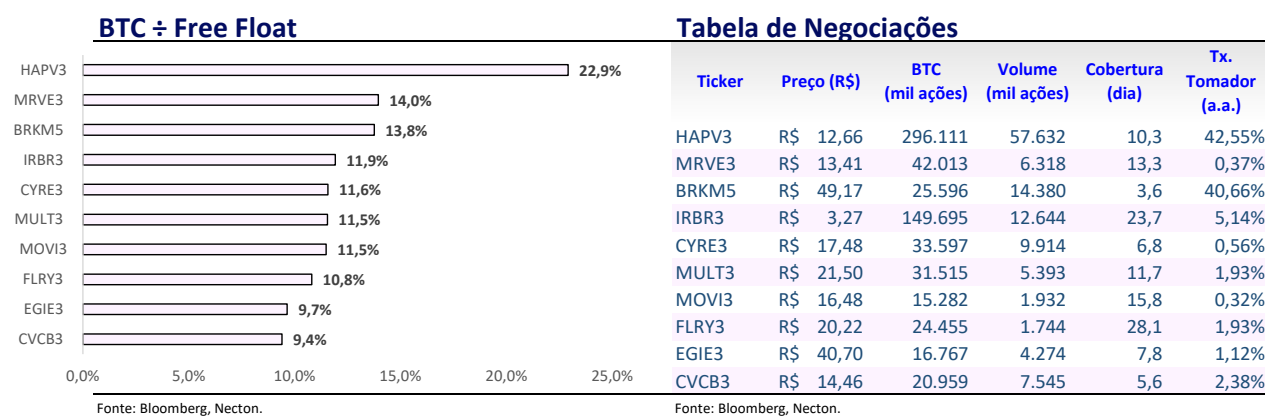 BTC ÷ Free Float
HAPV3 22,9%
MRVE3 14,0%
BRKM5 13,8%
IRBR3 11,9%
CYRE3 11,6%
MULT3 11,5%
MOVI3 11,5%
FLRY3 10,8%
EGIE3 9,7%
CVCB3 9,4%
0,0% 5,0% 10,0% 15,0% 20,0% 25,0%
Fonte: Bloomberg, Necton.
Tabela de Negociações
Ticker Preço (R$) BTC (mil ações) Volume (mil ações) Cobertura (dia) Tx. Tomador (a.a.)
HAPV3 R$ 12,66 296.111 57.632 10,3 42,55%
MRVE3 R$ 13,41 42.013 6.318 13,3 0,37%
BRKM5 R$ 49,17 25.596 14.380 3,6 40,66%
IRBR3 R$ 3,27 149.695 12.644 23,7 5,14%
CYRE3 R$ 17,48 33.597 9.914 6,8 0,56%
MULT3 R$ 21,50 31.515 5.393 11,7 1,93%
MOVI3 R$ 16,48 15.282 1.932 15,8 0,32%
FLRY3 R$ 20,22 24.455 1.744 28,1 1,93%
EGIE3 R$ 40,70 16.767 4.274 7,8 1,12%
CVCB3 R$ 14,46 20.959 7.545 5,6 2,38%
Fonte: Bloomberg, Necton.